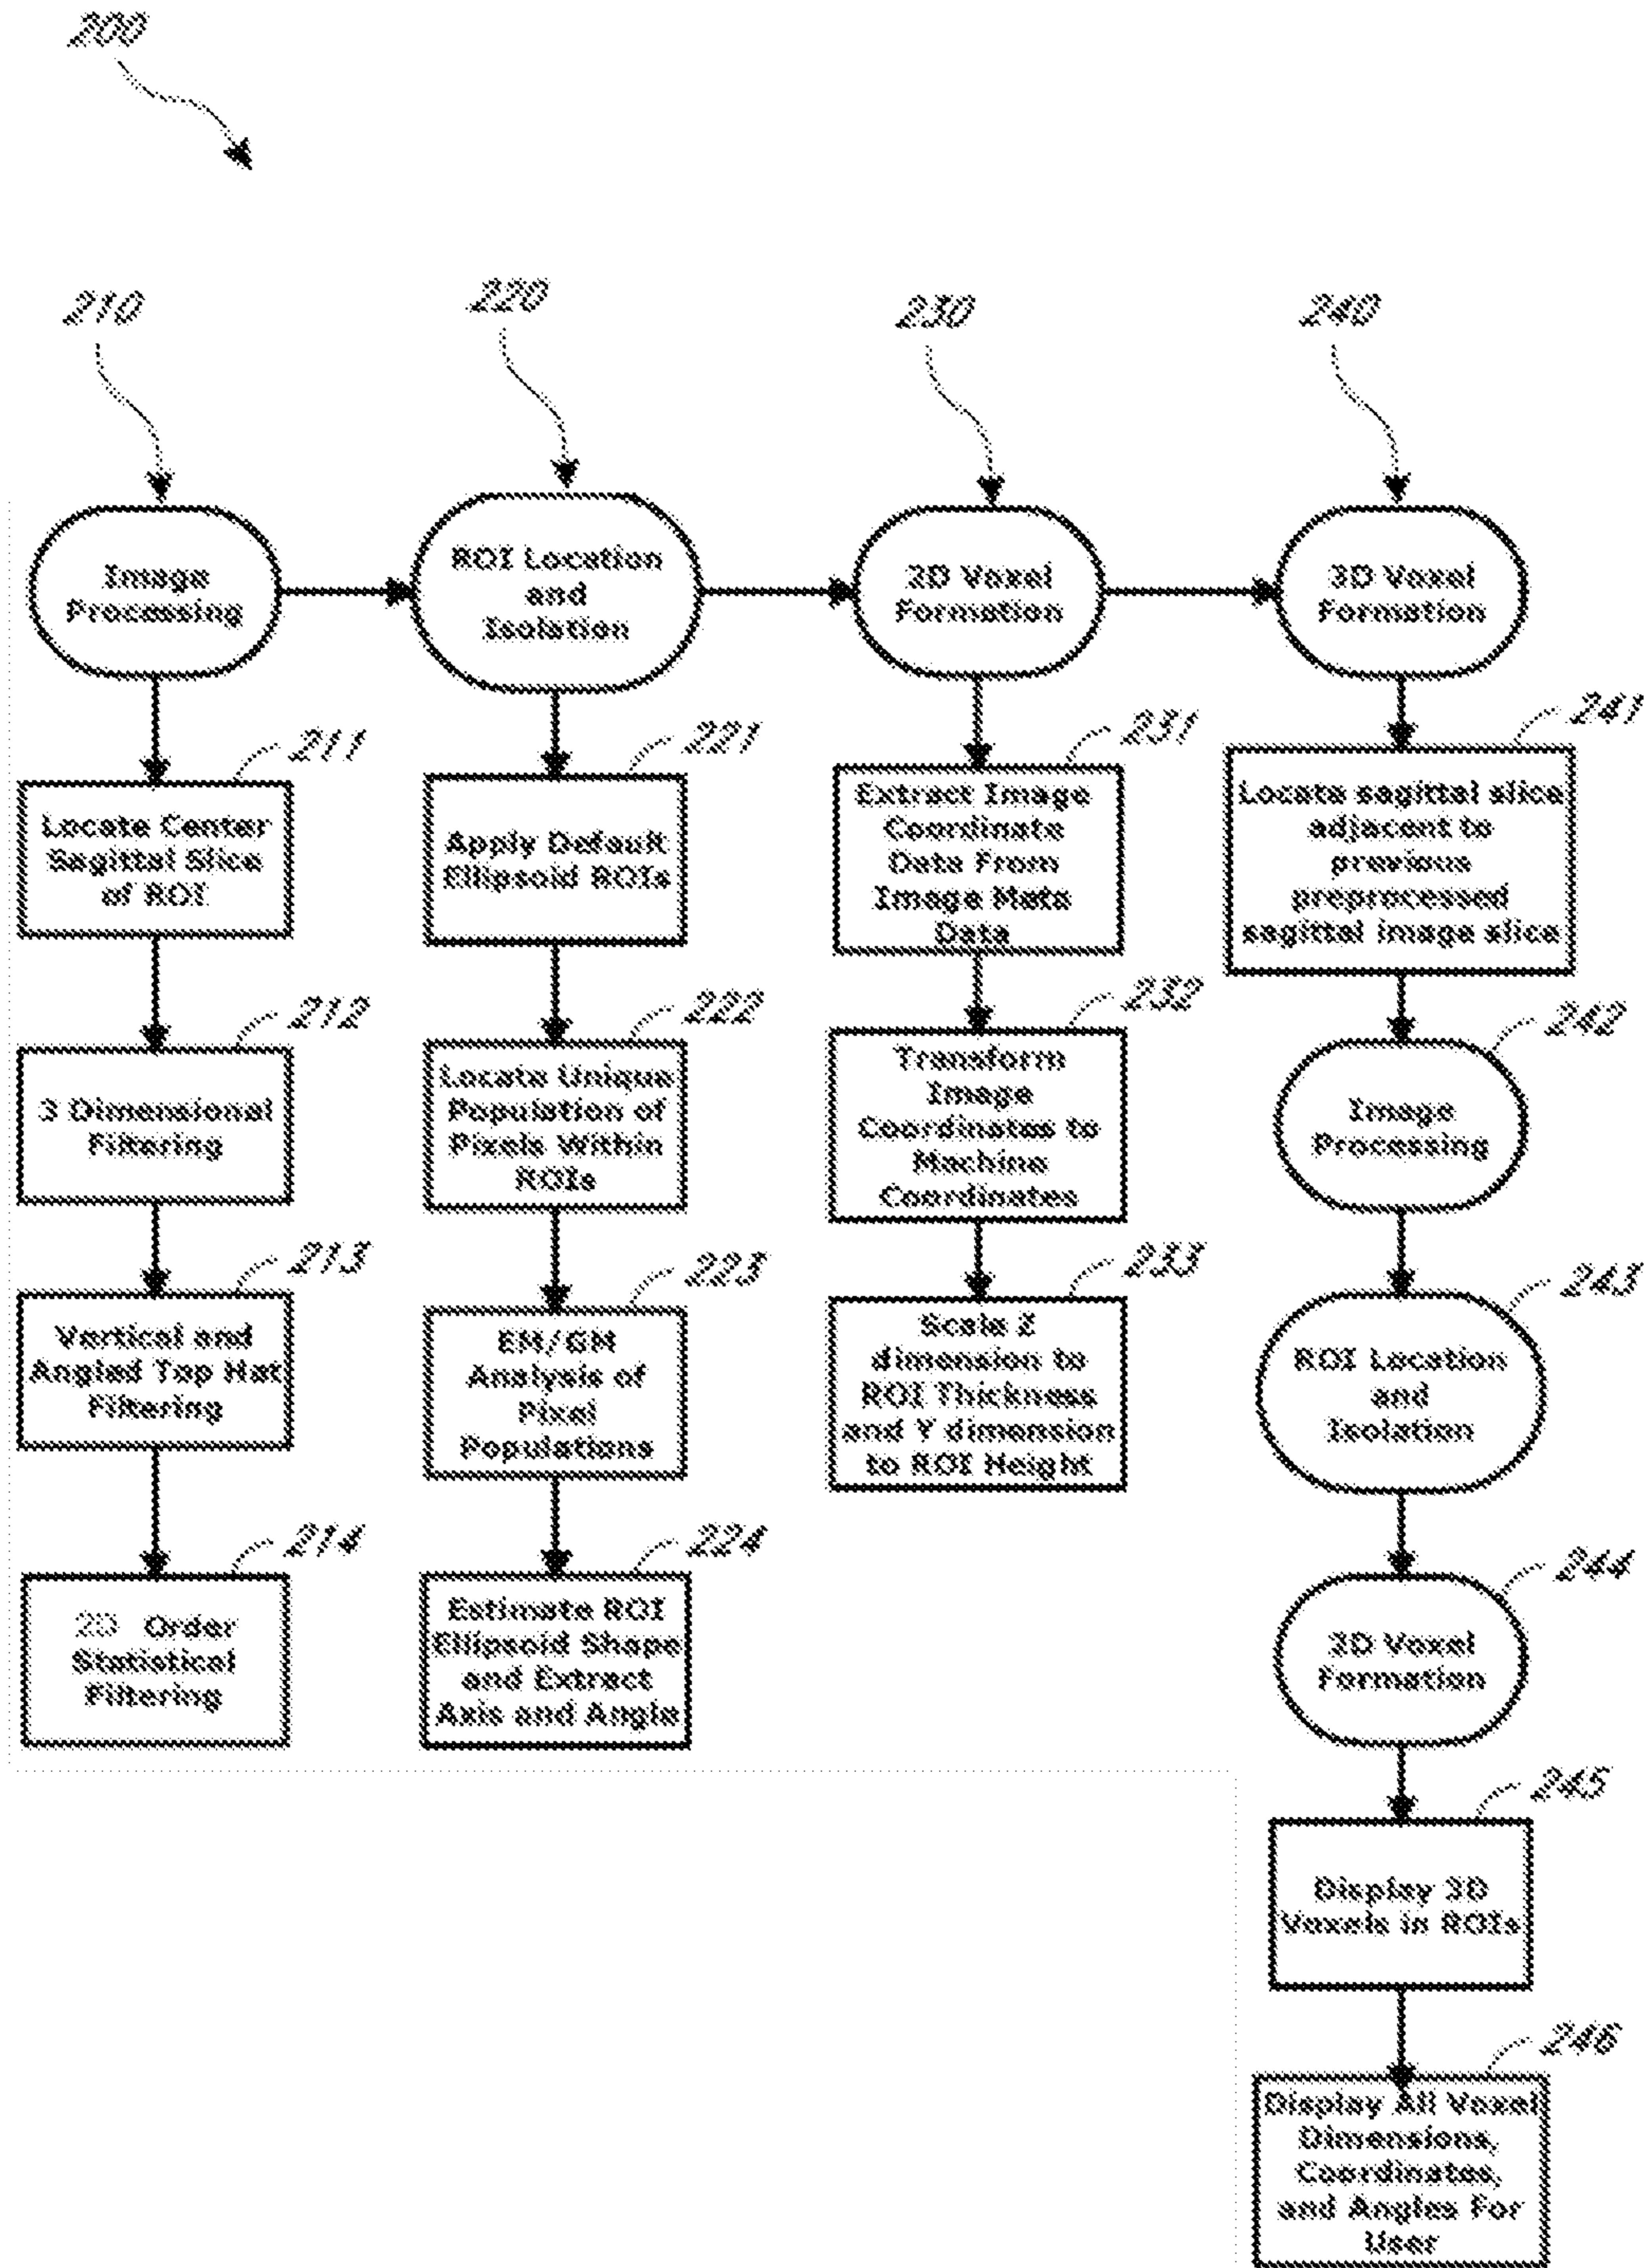 200
210
220
230
240
Image
Processing
ROI Location
and
Isolation
2D Voxel
Formation
3D Voxel
Formation
211
Locate Center
Sagittal Slice
of ROI
212
3 Dimensional
Filtering
213
Vertical and
Angled Top Hat
Filtering
214
2D Order
Statistical
Filtering
221
Apply Default
Ellipsoid ROIs
222
Locate Unique
Population of
Pixels Within
ROIs
223
EM/GM
Analysis of
Pixel
Populations
224
Estimate ROI
Ellipsoid Shape
and Extract
Axis and Angle
231
Extract Image
Coordinate
Data From
Image Meta
Data
232
Transform
Image
Coordinates to
Machine
Coordinates
233
Scale Z
dimension to
ROI Thickness
and Y dimension
to ROI Height
241
Locate sagittal slice
adjacent to
previous
preprocessed
sagittal image slice
242
Image
Processing
243
ROI Location
and
Isolation
244
3D Voxel
Formation
245
Display 3D
Voxels in ROIs
246
Display All Voxel
Dimensions,
Coordinates,
and Angles For
User